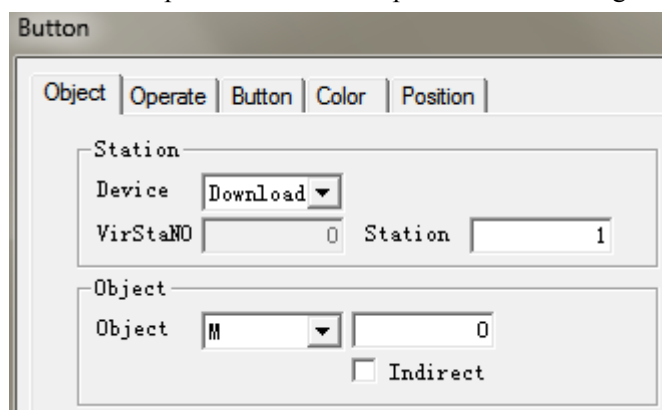 Button
Object Operate Button Color Position
Station
Device Download
VirStaNO 0 Station 1
Object
Object M 0
Indirect